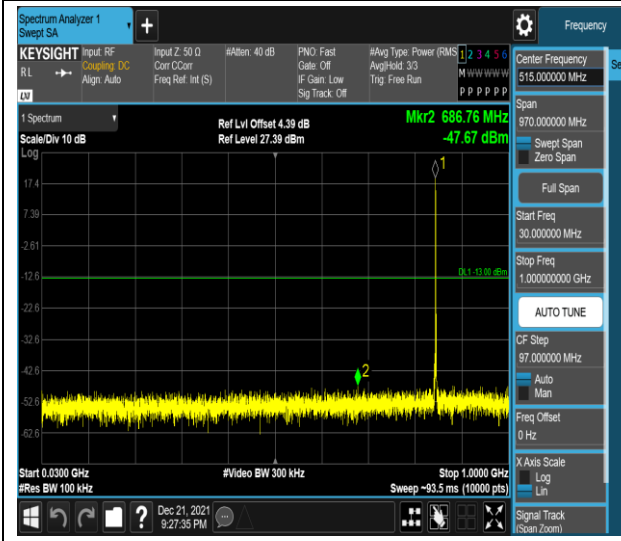 Spectrum Analyzer 1
Swept SA
+
Frequency
KEYSIGHT
RL
LXI
Input: RF
Coupling: DC
Align: Auto
Input Z: 50 Ω
Corr CCorr
Freq Ref: Int (S)
#Atten: 40 dB
PNO: Fast
Gate: Off
IF Gain: Low
Sig Track: Off
#Avg Type: Power (RMS
Avg|Hold: 3/3
Trig: Free Run
1 2 3 4 5 6
M W W W W W
P P P P P P
1 Spectrum
Scale/Div 10 dB
Log
Ref Lvl Offset 4.39 dB
Ref Level 27.39 dBm
Mkr2 686.76 MHz
-47.67 dBm
1
17.4
7.39
-2.61
DL1 -13.00 dBm
-12.6
-22.6
-32.6
-42.6
2
-52.6
-62.6
Start 0.0300 GHz
#Res BW 100 kHz
#Video BW 300 kHz
Stop 1.0000 GHz
Sweep ~93.5 ms (10000 pts)
?
Dec 21, 2021
9:27:35 PM
Center Frequency
515.000000 MHz
Se
Span
970.000000 MHz
Swept Span
Zero Span
Full Span
Start Freq
30.000000 MHz
Stop Freq
1.000000000 GHz
AUTO TUNE
CF Step
97.000000 MHz
Auto
Man
Freq Offset
0 Hz
X Axis Scale
Log
Lin
Signal Track
(Span Zoom)